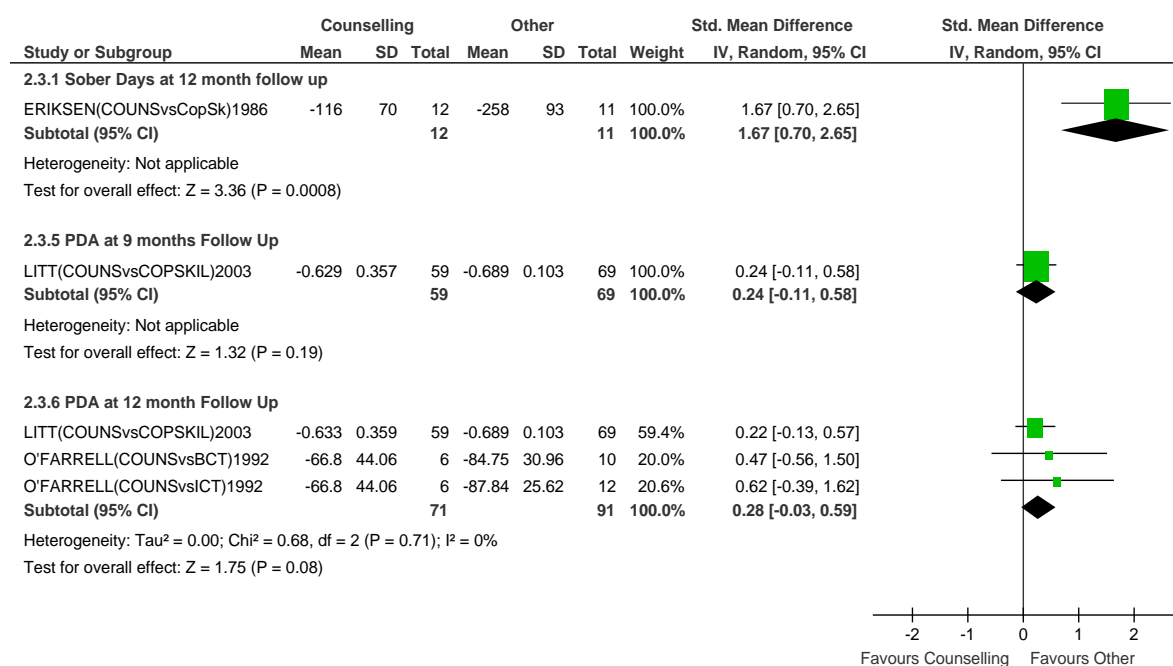 Counselling Other Std. Mean Difference Std. Mean Difference
Study or Subgroup Mean SD Total Mean SD Total Weight IV, Random, 95% CI IV, Random, 95% CI
2.3.1 Sober Days at 12 month follow up
ERIKSEN(COUNSvsCopSk)1986 -116 70 12 -258 93 11 100.0% 1.67 [0.70, 2.65]
Subtotal (95% CI) 12 11 100.0% 1.67 [0.70, 2.65]
Heterogeneity: Not applicable
Test for overall effect: Z = 3.36 (P = 0.0008)
2.3.5 PDA at 9 months Follow Up
LITT(COUNSvsCOPSKIL)2003 -0.629 0.357 59 -0.689 0.103 69 100.0% 0.24 [-0.11, 0.58]
Subtotal (95% CI) 59 69 100.0% 0.24 [-0.11, 0.58]
Heterogeneity: Not applicable
Test for overall effect: Z = 1.32 (P = 0.19)
2.3.6 PDA at 12 month Follow Up
LITT(COUNSvsCOPSKIL)2003 -0.633 0.359 59 -0.689 0.103 69 59.4% 0.22 [-0.13, 0.57]
O'FARRELL(COUNSvsBCT)1992 -66.8 44.06 6 -84.75 30.96 10 20.0% 0.47 [-0.56, 1.50]
O'FARRELL(COUNSvsICT)1992 -66.8 44.06 6 -87.84 25.62 12 20.6% 0.62 [-0.39, 1.62]
Subtotal (95% CI) 71 91 100.0% 0.28 [-0.03, 0.59]
Heterogeneity: Tau² = 0.00; Chi² = 0.68, df = 2 (P = 0.71); I² = 0%
Test for overall effect: Z = 1.75 (P = 0.08)
-2 -1 0 1 2
Favours Counselling Favours Other